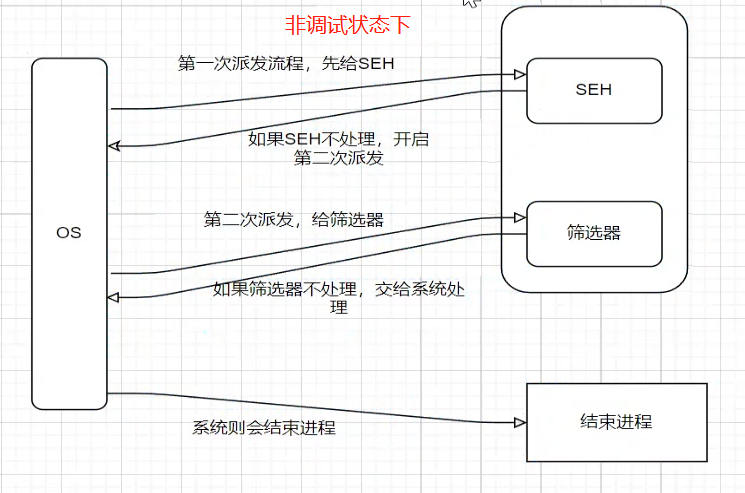 非调试状态下
第一次派发流程，先给SEH
SEH
如果SEH不处理，开启
第二次派发
第二次派发，给筛选器
OS
筛选器
如果筛选器不处理，交给系统处
理
系统则会结束进程
结束进程